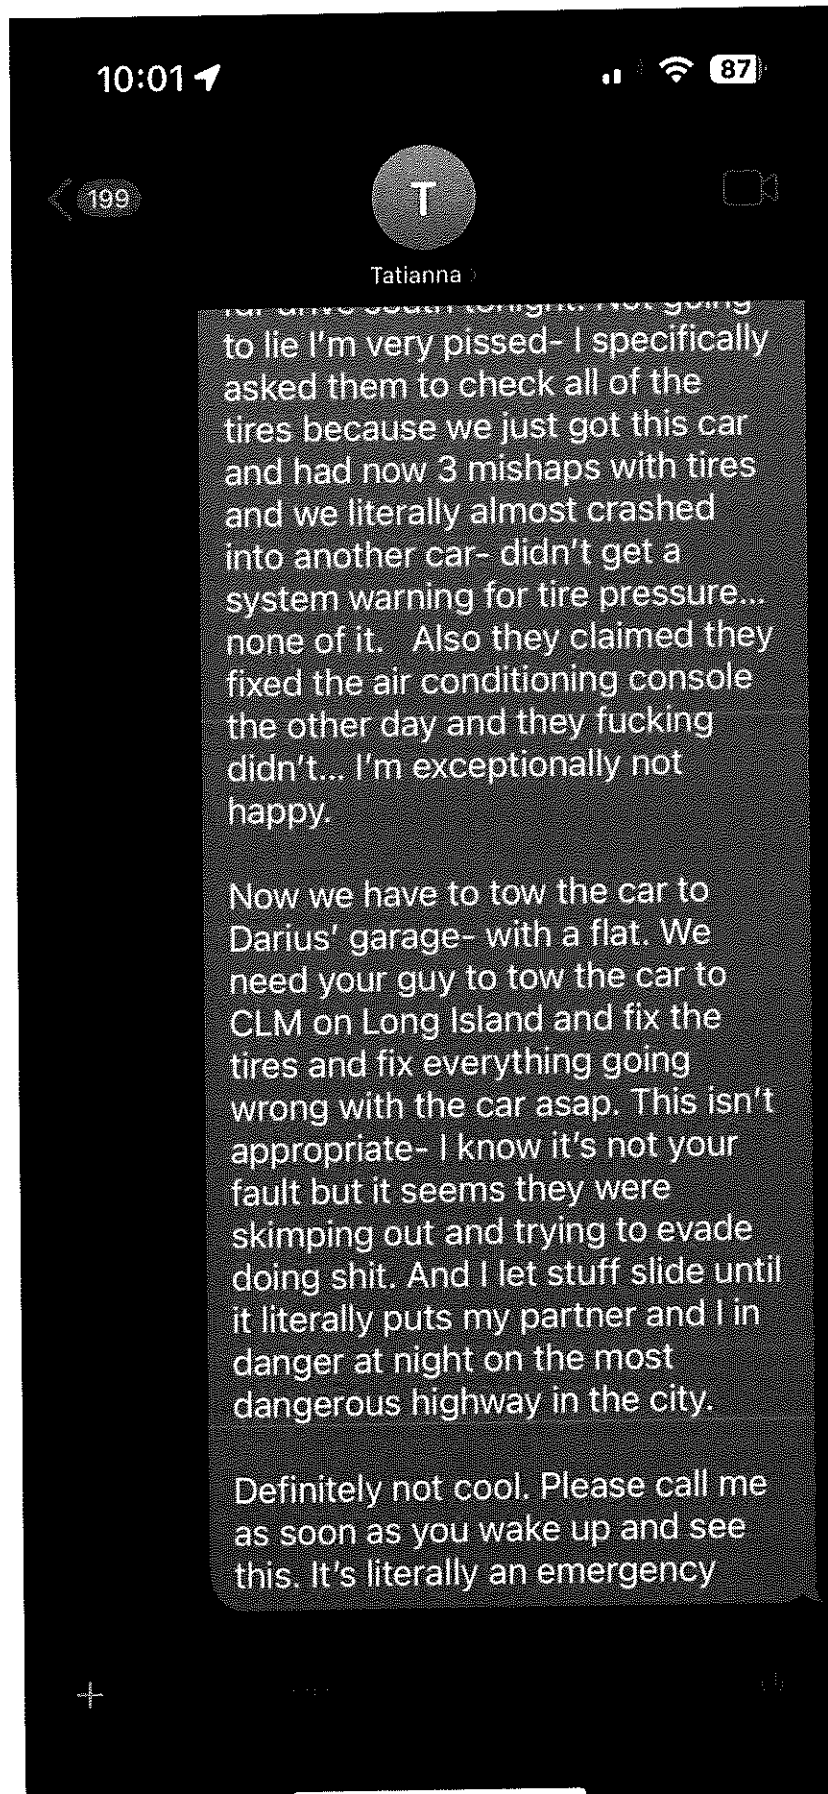 10:01
87
199
T
Tatianna
fdr drive south tonight. Not going
to lie I'm very pissed- I specifically
asked them to check all of the
tires because we just got this car
and had now 3 mishaps with tires
and we literally almost crashed
into another car- didn't get a
system warning for tire pressure...
none of it.   Also they claimed they
fixed the air conditioning console
the other day and they fucking
didn't... I'm exceptionally not
happy.
Now we have to tow the car to
Darius' garage- with a flat. We
need your guy to tow the car to
CLM on Long Island and fix the
tires and fix everything going
wrong with the car asap. This isn't
appropriate- I know it's not your
fault but it seems they were
skimping out and trying to evade
doing shit. And I let stuff slide until
it literally puts my partner and I in
danger at night on the most
dangerous highway in the city.
Definitely not cool. Please call me
as soon as you wake up and see
this. It's literally an emergency